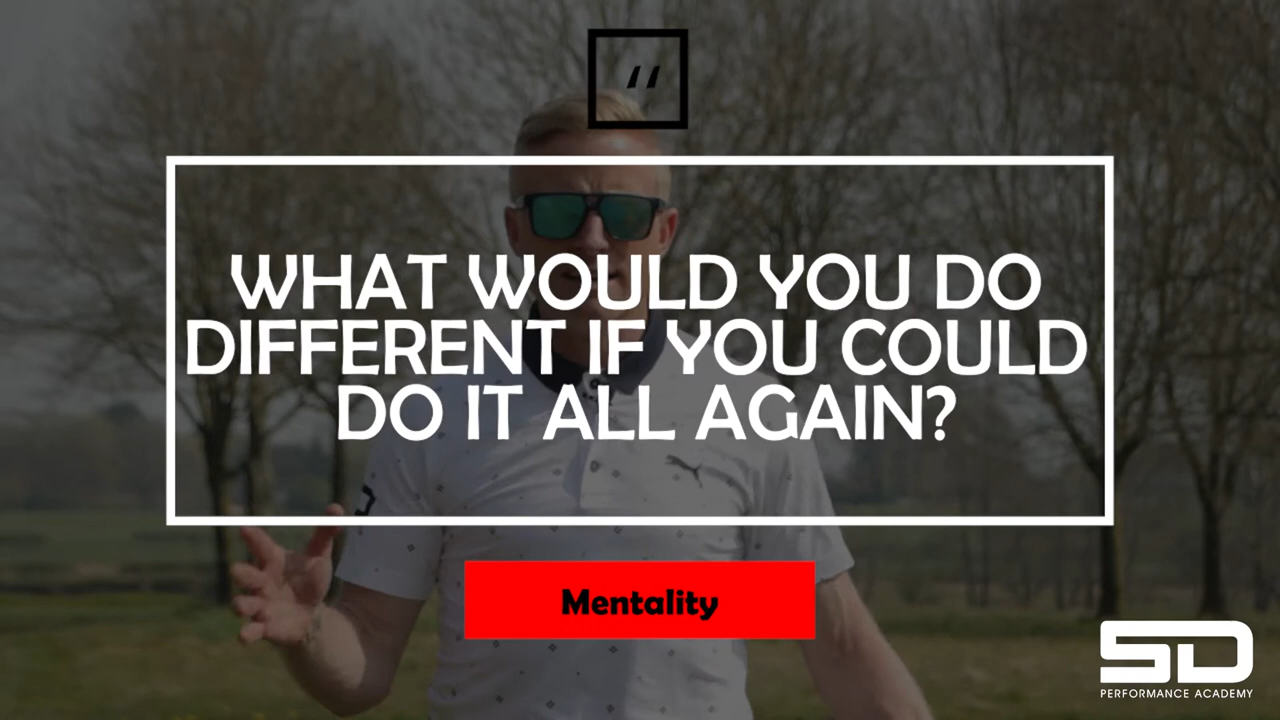 “
WHAT WOULD YOU DO
DIFFERENT IF YOU COULD
DO IT ALL AGAIN?
Mentality
SD
PERFORMANCE ACADEMY